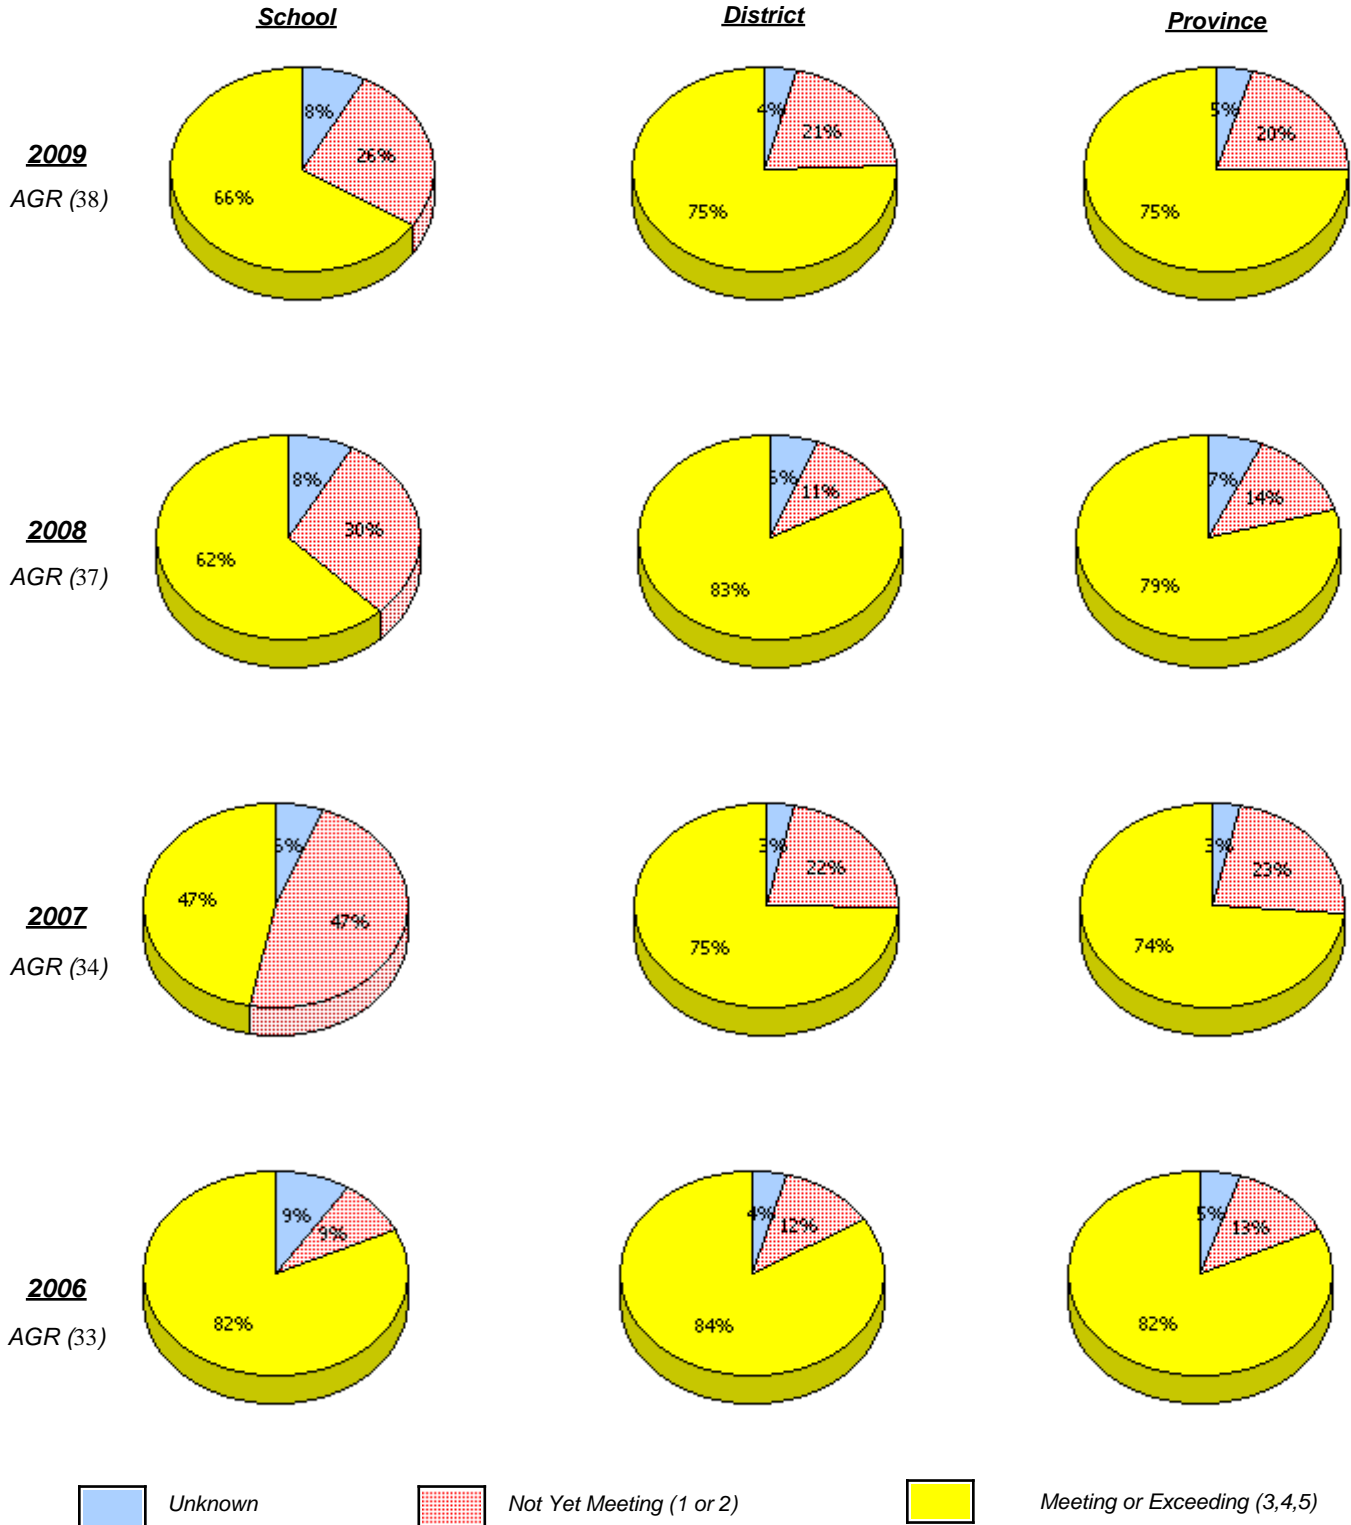 School District Province
2009
AGR (38)
8% 26% 66%
4% 21% 75%
5% 20% 75%
2008
AGR (37)
8% 30% 62%
11% 83%
7% 14% 79%
2007
AGR (34)
47% 47%
3% 22% 75%
3% 23% 74%
2006
AGR (33)
9% 9% 82%
4% 12% 84%
5% 13% 82%
Unknown Not Yet Meeting (1 or 2) Meeting or Exceeding (3,4,5)